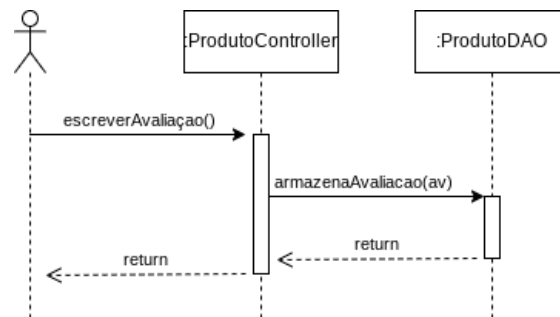 :ProdutoController
:ProdutoDAO
escreverAvaliaçao()
armazenaAvaliacao(av)
return
return